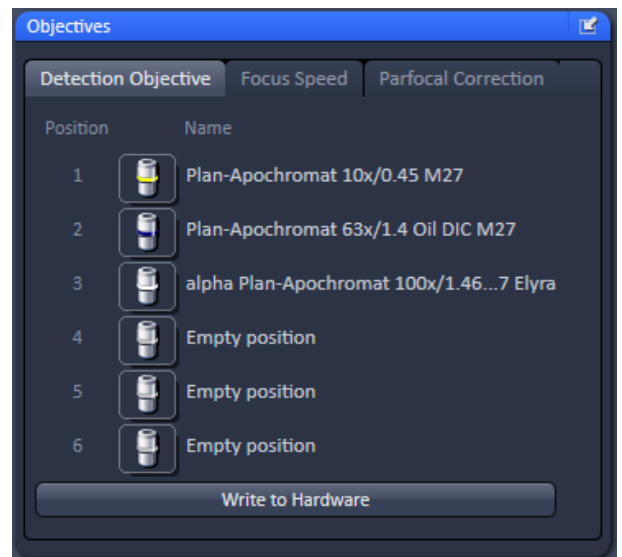 Objectives
Detection Objective Focus Speed Parfocal Correction
Position Name
1 Plan-Apochromat 10x/0.45 M27
2 Plan-Apochromat 63x/1.4 Oil DIC M27
3 alpha Plan-Apochromat 100x/1.46...7 Elyra
4 Empty position
5 Empty position
6 Empty position
Write to Hardware